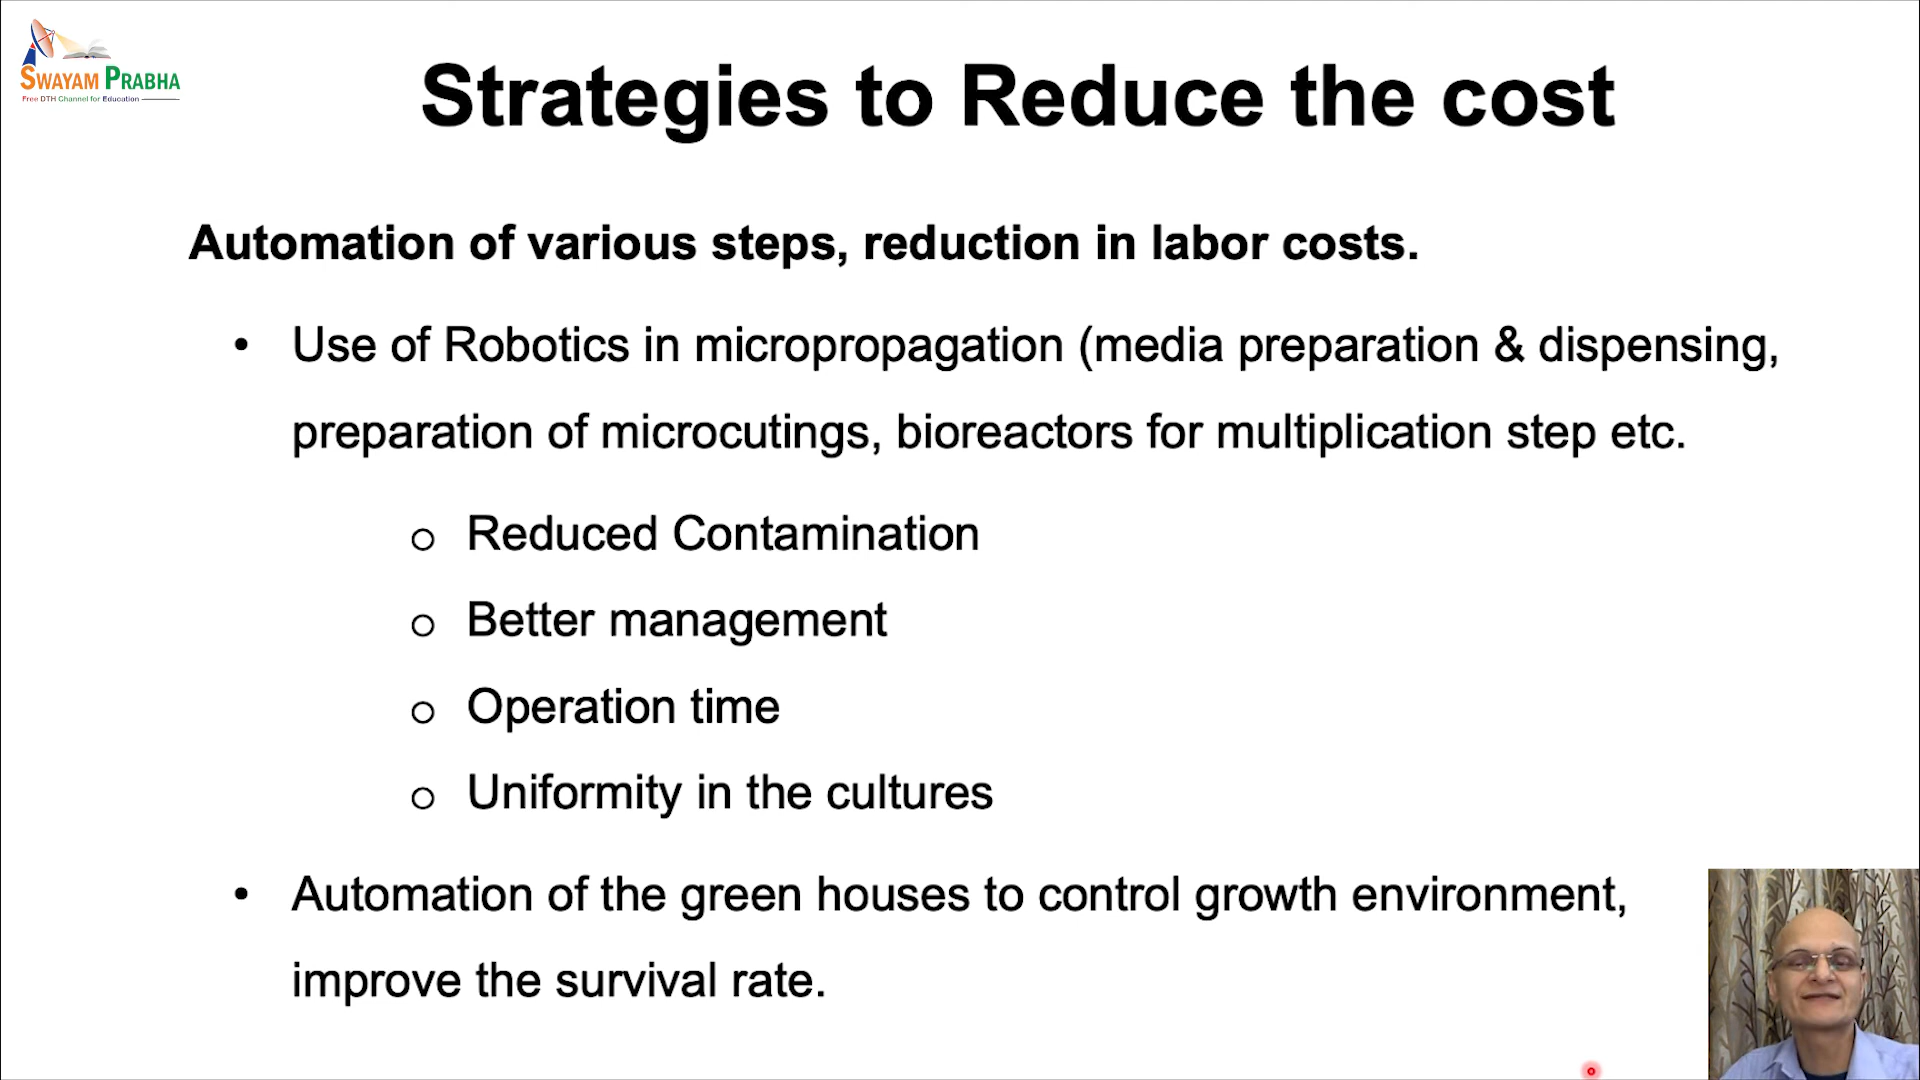 SWAYAM PRABHA
Free DTH Channel for Education
Strategies to Reduce the cost
Automation of various steps, reduction in labor costs.
• Use of Robotics in micropropagation (media preparation & dispensing,
preparation of microcutings, bioreactors for multiplication step etc.
o Reduced Contamination
o Better management
o Operation time
o Uniformity in the cultures
• Automation of the green houses to control growth environment,
improve the survival rate.